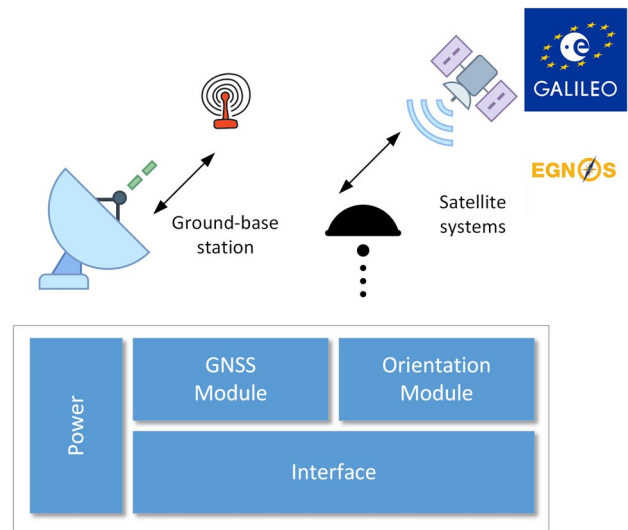 GALILEO
EGNOS
Ground-base
station
Satellite
systems
Power
GNSS
Module
Orientation
Module
Interface